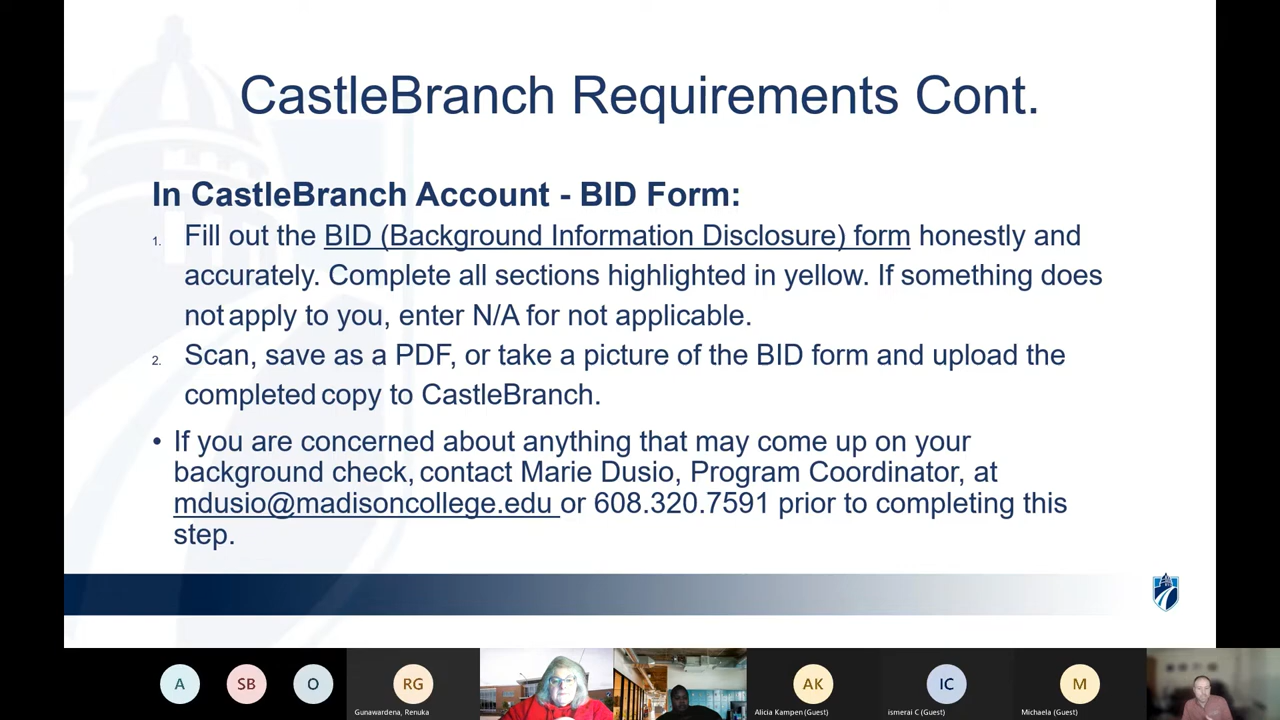 CastleBranch Requirements Cont.
In CastleBranch Account - BID Form:
1. Fill out the BID (Background Information Disclosure) form honestly and
accurately. Complete all sections highlighted in yellow. If something does
not apply to you, enter N/A for not applicable.
2. Scan, save as a PDF, or take a picture of the BID form and upload the
completed copy to CastleBranch.
• If you are concerned about anything that may come up on your
background check, contact Marie Dusio, Program Coordinator, at
mdusio@madisoncollege.edu or 608.320.7591 prior to completing this
step.
A
SB
O
RG
Gunawardena, Renuka
AK
Alicia Kampen (Guest)
IC
ismerai C (Guest)
M
Michaela (Guest)